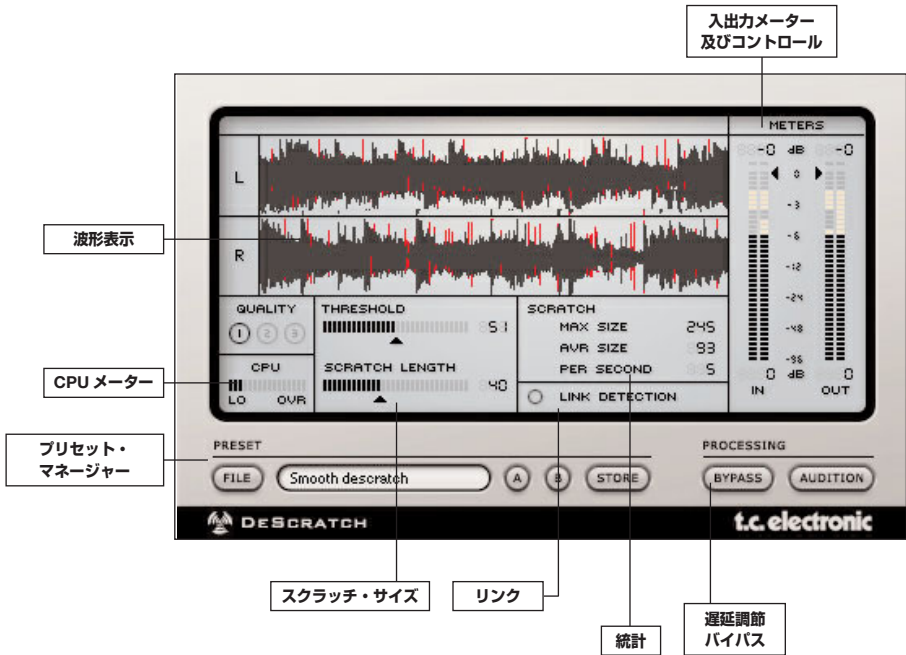 入出力メーター
及びコントロール
METERS
-0 dB -0
L
0
-3
波形表示
R
-6
-12
-24
-48
-96
QUALITY
1 2 3
THRESHOLD
51
SCRATCH
MAX SIZE 245
AVR SIZE 93
PER SECOND 5
CPU メーター
CPU
LO OVR
SCRATCH LENGTH
40
LINK DETECTION
0 dB 0
IN OUT
プリセット・
マネージャー
PRESET
FILE Smooth descratch A B STORE
PROCESSING
BYPASS AUDITION
DESCRATCH
t.c. electronic
スクラッチ・サイズ
リンク
統計
遅延調節
バイパス